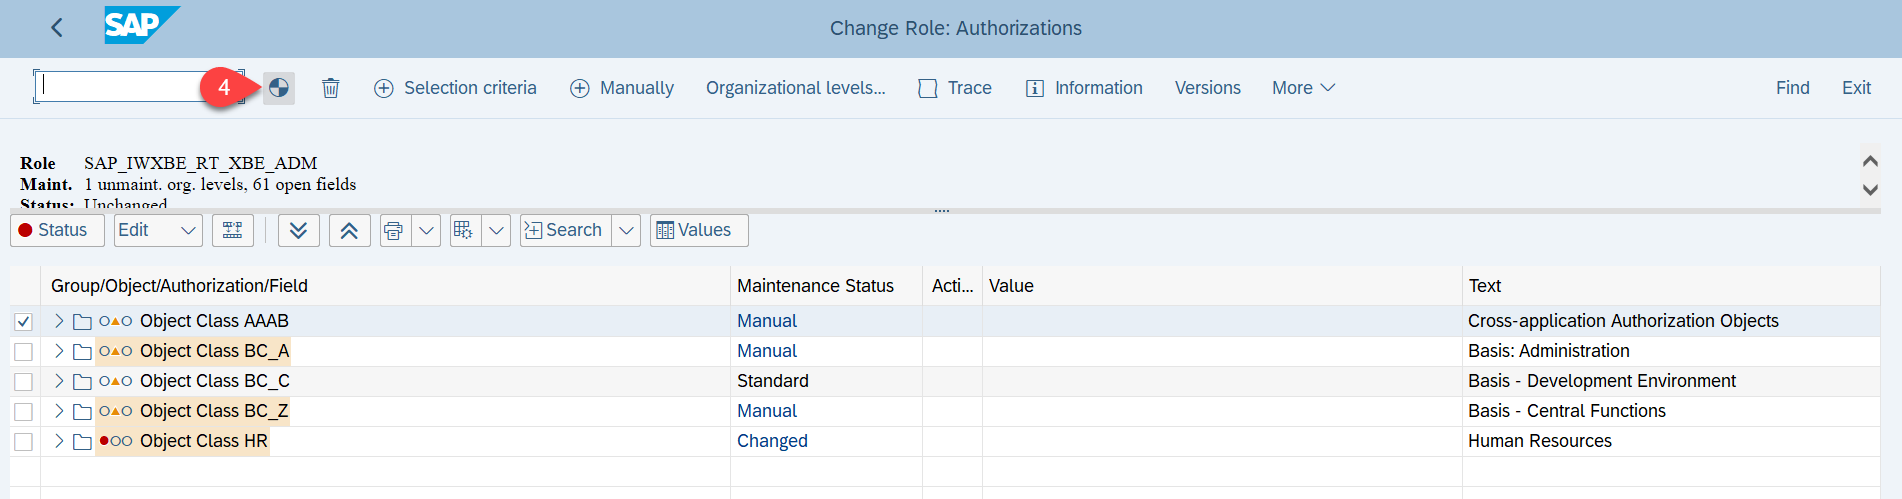 SAP
Change Role: Authorizations
4 Selection criteria Manually Organizational levels... Trace Information Versions More Find Exit
Role SAP_IWXBE_RT_XBE_ADM
Maint. 1 unmaint. org. levels, 61 open fields
Status: Unchanged
Status Edit Search Values
Group/Object/Authorization/Field Maintenance Status Acti... Value Text
Object Class AAAB Manual Cross-application Authorization Objects
Object Class BC_A Manual Basis: Administration
Object Class BC_C Standard Basis - Development Environment
Object Class BC_Z Manual Basis - Central Functions
Object Class HR Changed Human Resources